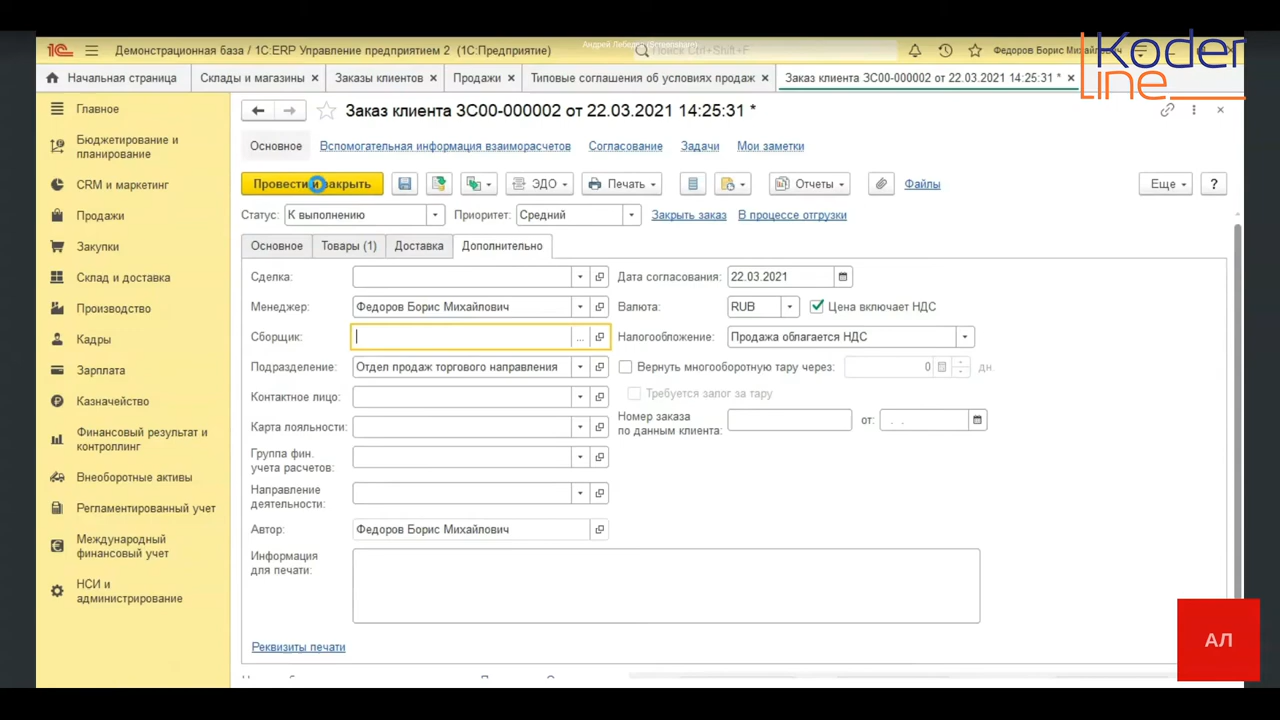 Koder
Line
Андрей Лебедев (Screenshare)
1С Демонстрационная база / 1С:ERP Управление предприятием 2 (1С:Предприятие) Поиск Ctrl+Shift+F Федоров Борис Михайлович
Начальная страница Склады и магазины × Заказы клиентов × Продажи × Типовые соглашения об условиях продаж × Заказ клиента ЗС00-000002 от 22.03.2021 14:25:31 * ×
Главное
Бюджетирование и
планирование
CRM и маркетинг
Продажи
Закупки
Склад и доставка
Производство
Кадры
Зарплата
Казначейство
Финансовый результат и
контроллинг
Внеоборотные активы
Регламентированный учет
Международный
финансовый учет
НСИ и
администрирование
Заказ клиента ЗС00-000002 от 22.03.2021 14:25:31 *
Основное Вспомогательная информация взаиморасчетов Согласование Задачи Мои заметки
Провести и закрыть ЭДО Печать Отчеты Файлы Еще ?
Статус: К выполнению Приоритет: Средний Закрыть заказ В процессе отгрузки
Основное Товары (1) Доставка Дополнительно
Сделка: Дата согласования: 22.03.2021
Менеджер: Федоров Борис Михайлович Валюта: RUB Цена включает НДС
Сборщик: ... Налогообложение: Продажа облагается НДС
Подразделение: Отдел продаж торгового направления Вернуть многооборотную тару через: 0 дн.
Контактное лицо: Требуется залог за тару
Карта лояльности: Номер заказа
по данным клиента: от: . .
Группа фин.
учета расчетов:
Направление
деятельности:
Автор: Федоров Борис Михайлович
Информация
для печати:
Реквизиты печати
АЛ